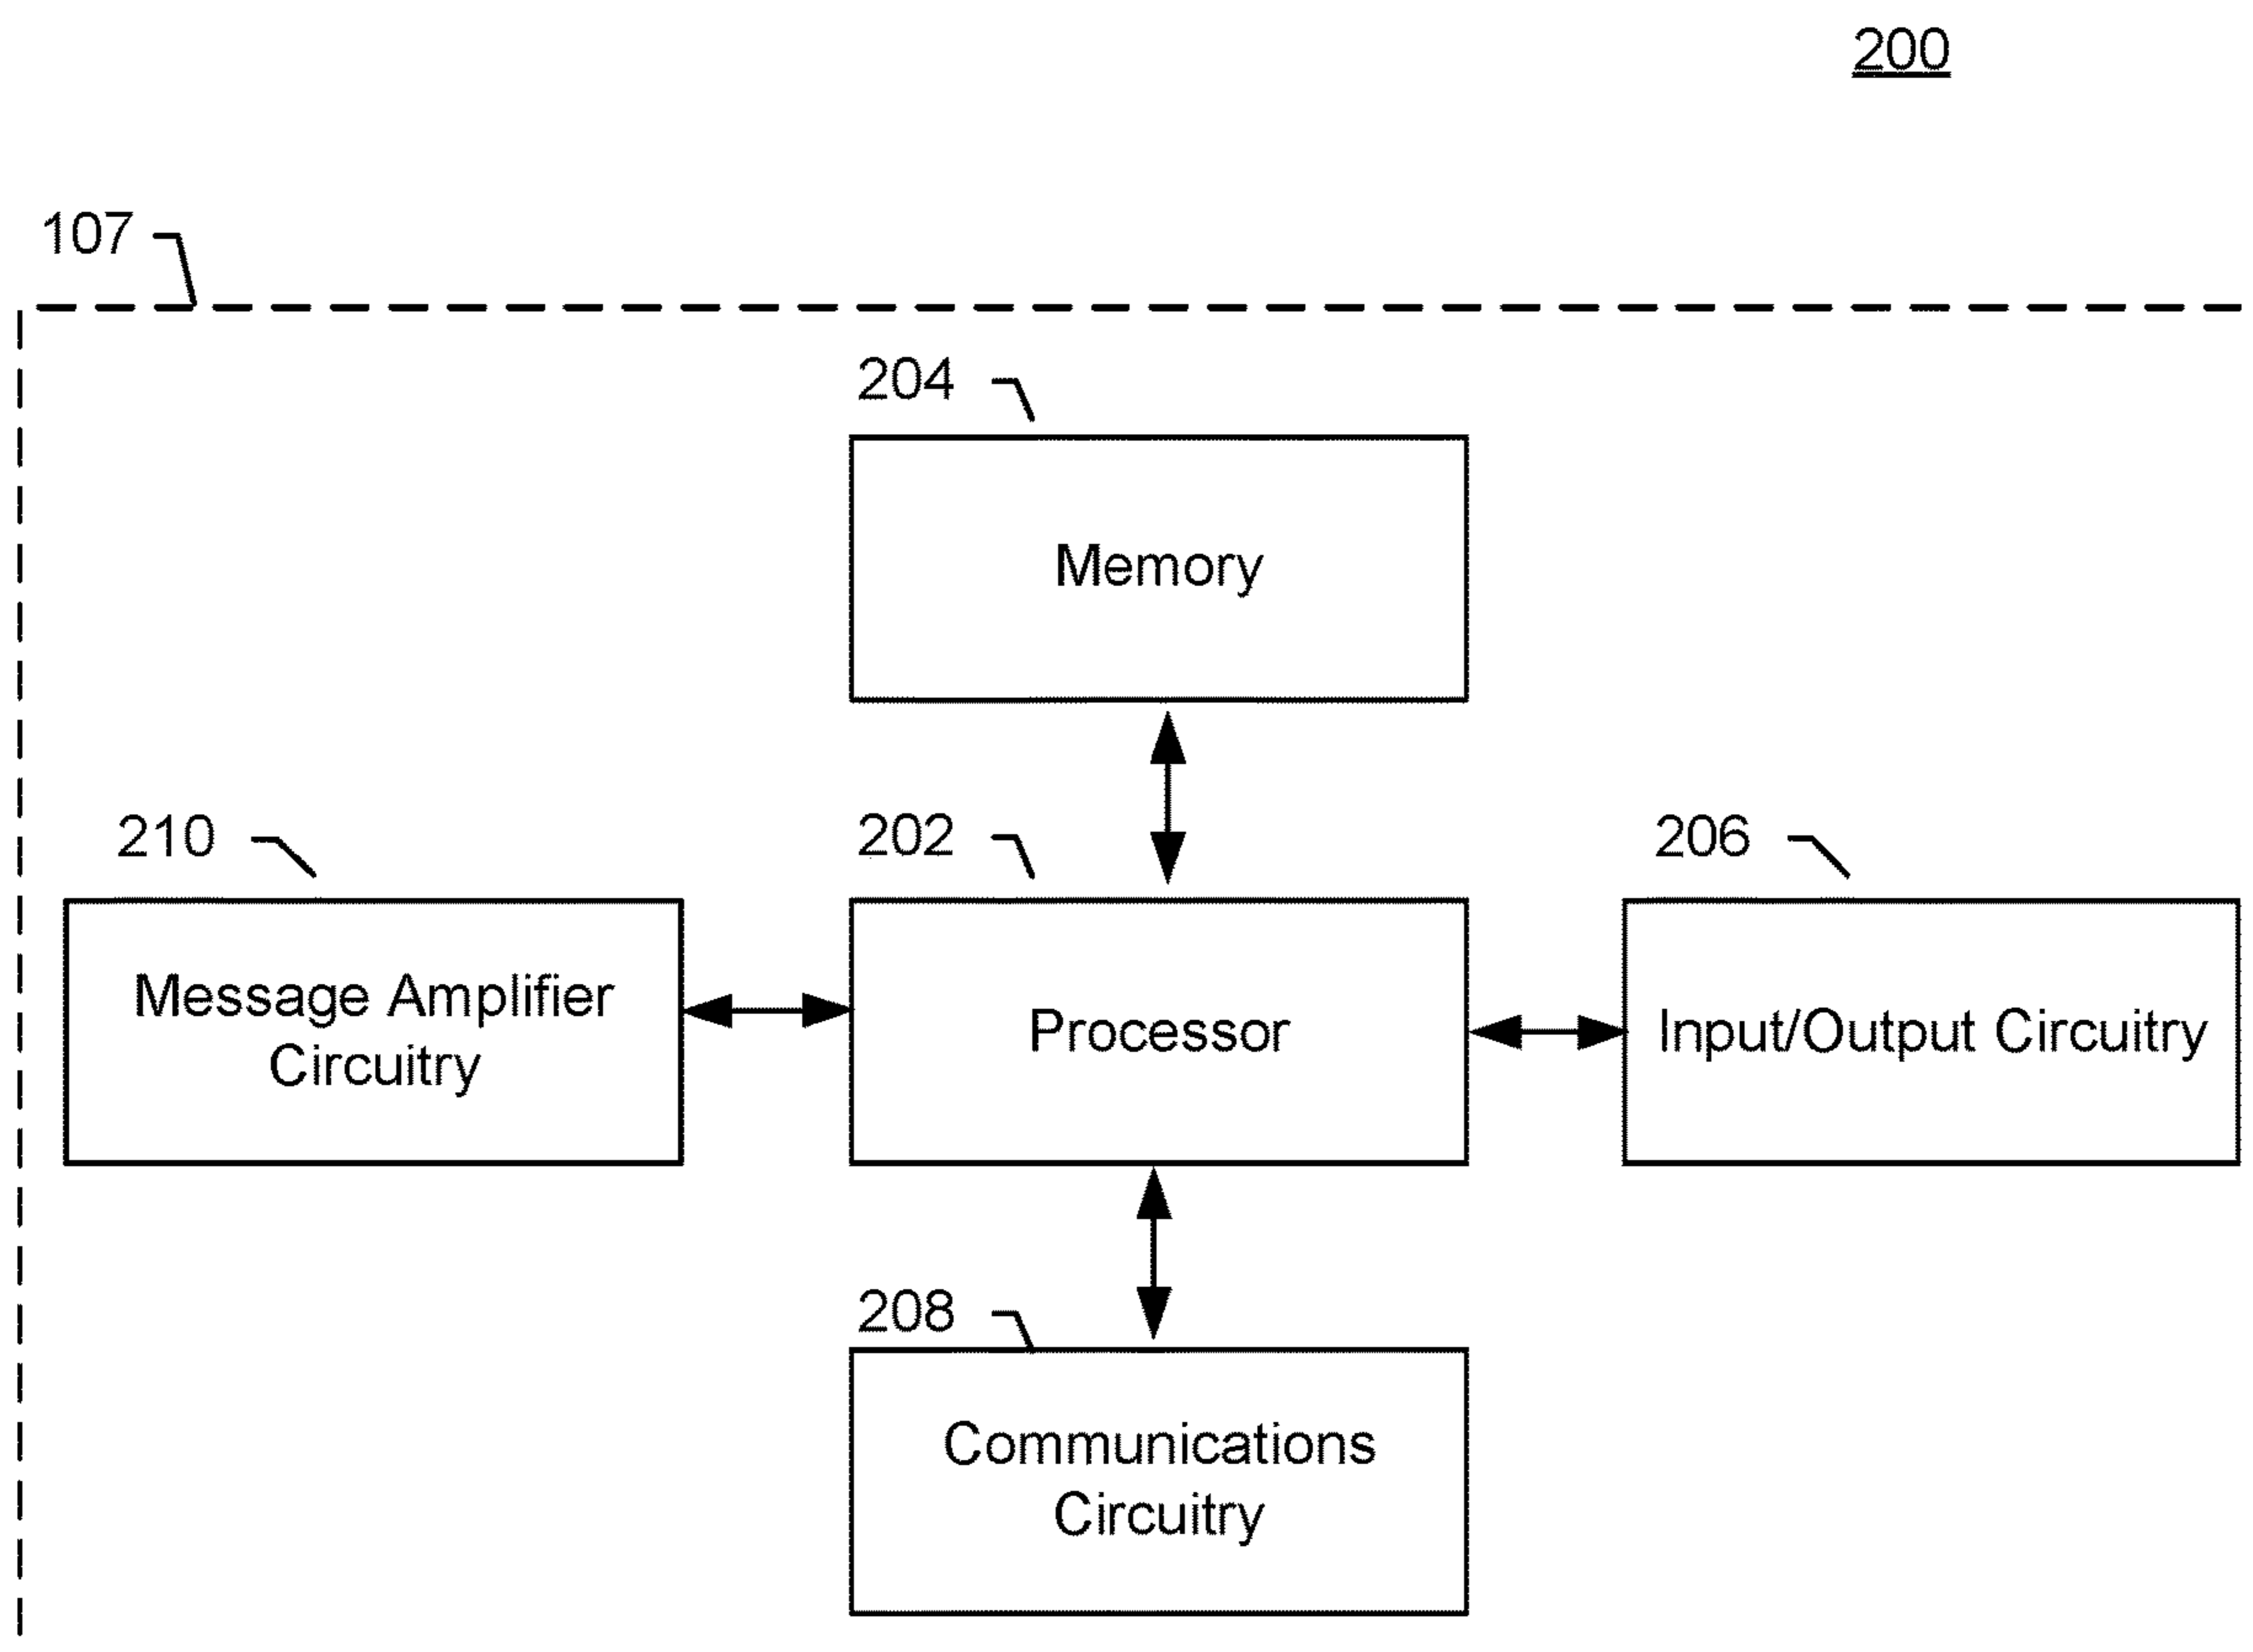 200
107
204
Memory
210
202
206
Message Amplifier
Circuitry
Processor
Input/Output Circuitry
208
Communications
Circuitry